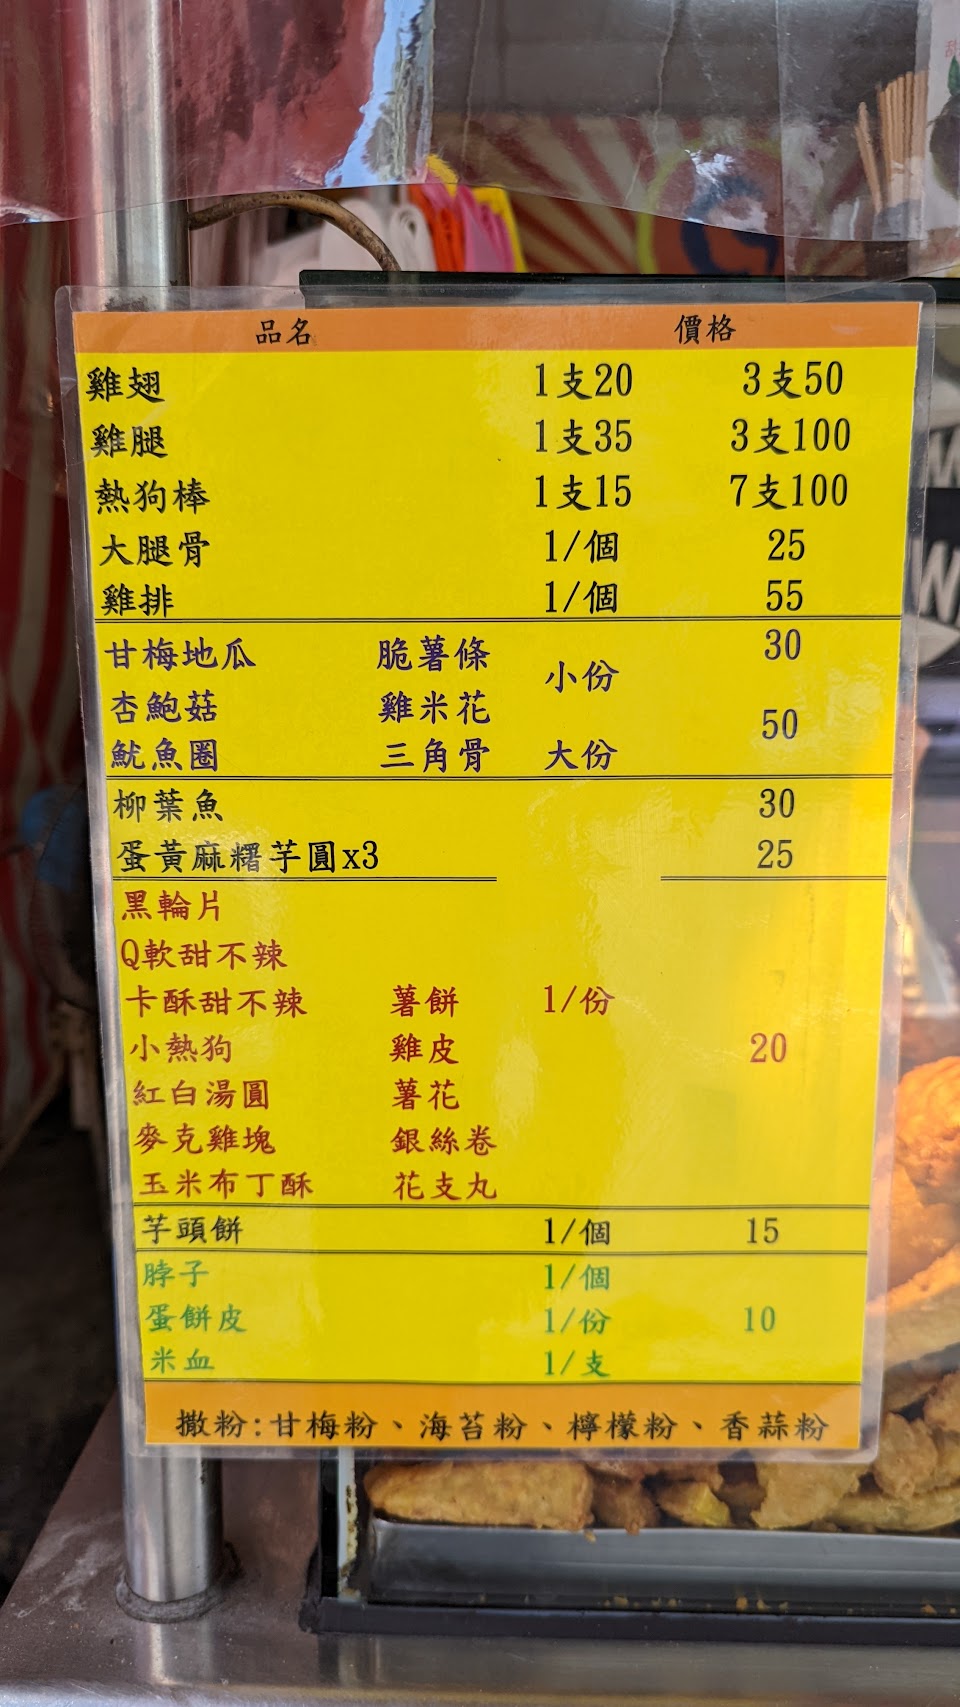 品名 價格
雞翅 1支20 3支50
雞腿 1支35 3支100
熱狗棒 1支15 7支100
大腿骨 1/個 25
雞排 1/個 55
甘梅地瓜 脆薯條 30
小份
杏鮑菇 雞米花
50
魷魚圈 三角骨 大份
柳葉魚 30
蛋黃麻糬芋圓x3 25
黑輪片
Q軟甜不辣
卡酥甜不辣 薯餅 1/份
小熱狗 雞皮 20
紅白湯圓 薯花
麥克雞塊 銀絲卷
玉米布丁酥 花支丸
芋頭餅 1/個 15
脖子 1/個
蛋餅皮 1/份 10
米血 1/支
撒粉:甘梅粉、海苔粉、檸檬粉、香蒜粉